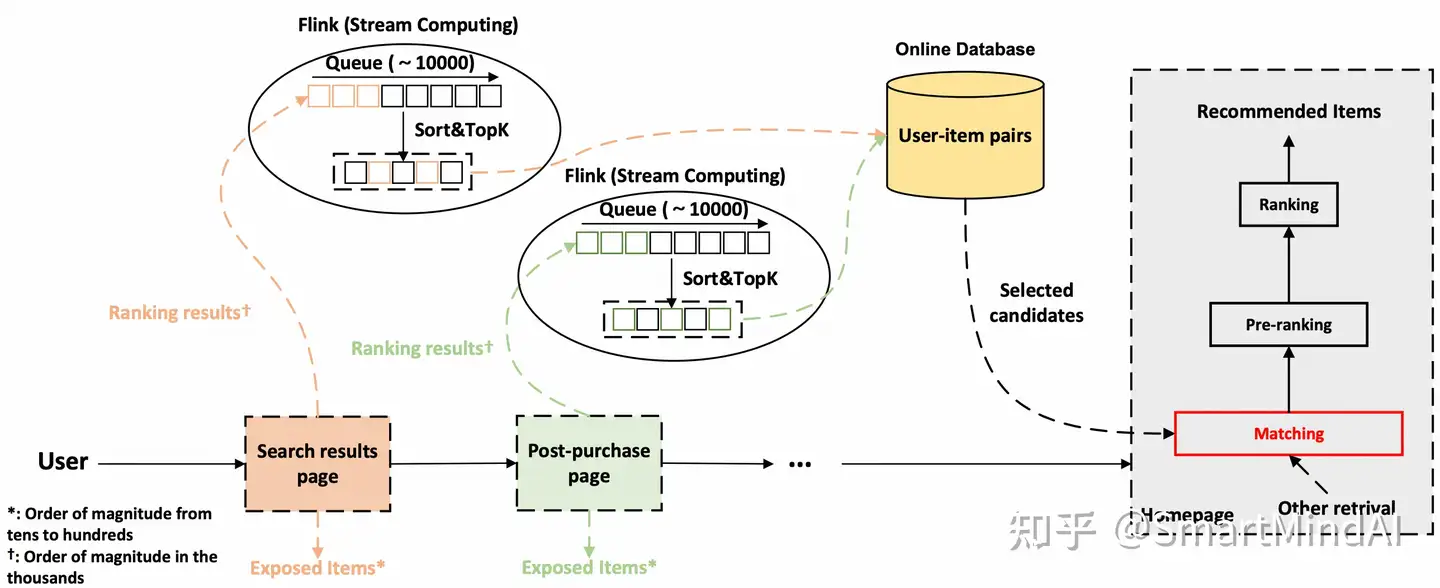 Flink (Stream Computing)
Queue (~10000)
Sort&TopK
Online Database
User-item pairs
Flink (Stream Computing)
Queue (~10000)
Sort&TopK
Ranking results†
Ranking results†
Selected
candidates
Recommended Items
Ranking
Pre-ranking
Matching
Other retrival
Homepage
User
Search results
page
Post-purchase
page
...
Exposed Items*
Exposed Items*
*: Order of magnitude from
tens to hundreds
†: Order of magnitude in the
thousands
知乎 @SmartMindAI